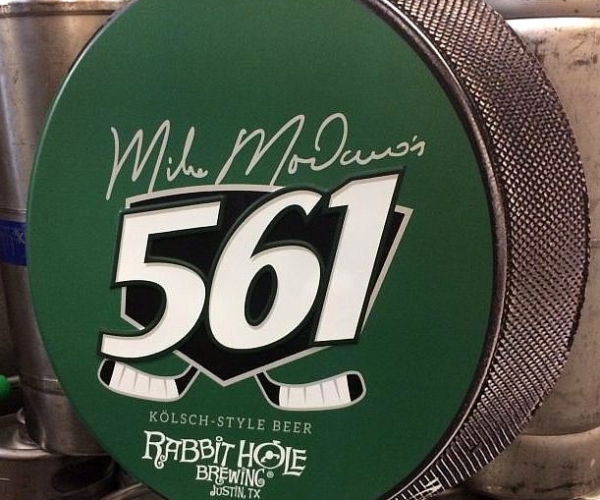 Mike Modano's
561
KÖLSCH-STYLE BEER
RABBIT HOLE
BREWING®
JUSTIN, TX